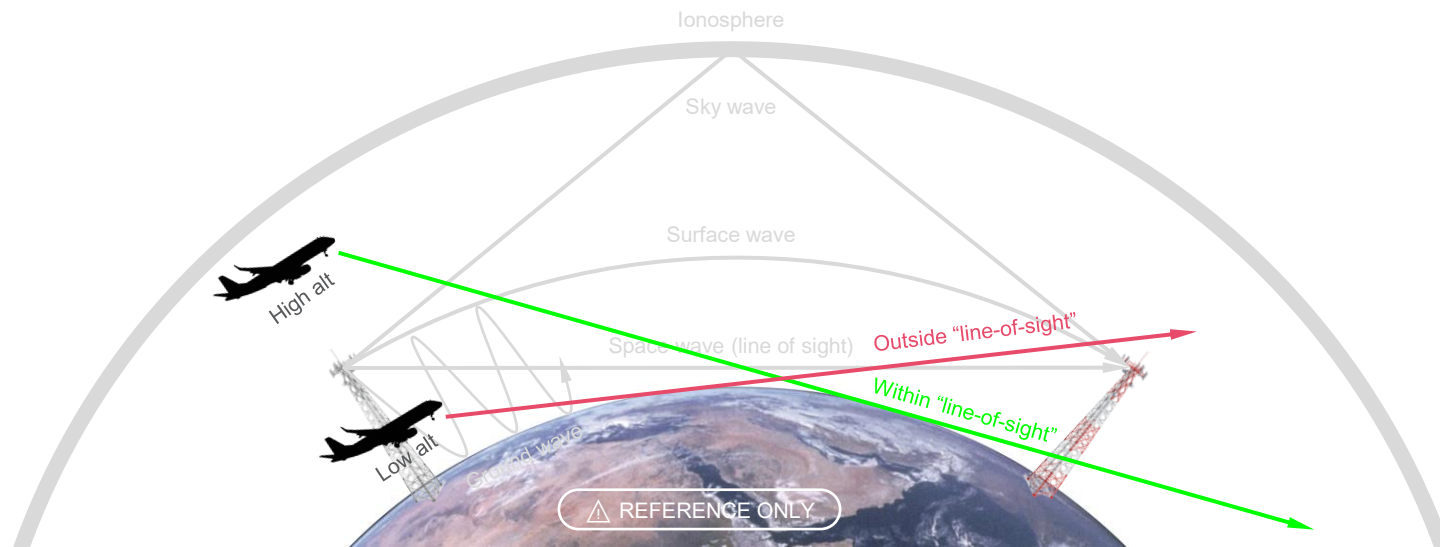 Ionosphere
Sky wave
Surface wave
High alt
Space wave (line of sight)
Outside “line-of-sight”
Within “line-of-sight”
Low alt
Ground wave
⚠ REFERENCE ONLY